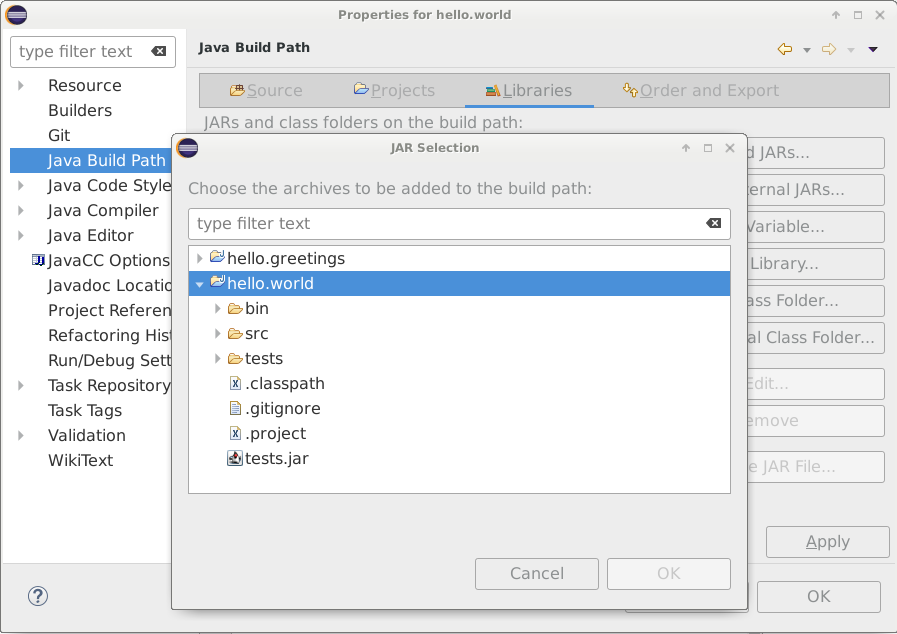 Properties for hello.world
type filter text
Java Build Path
Resource
Builders
Git
Java Build Path
Java Code Style
Java Compiler
Java Editor
JavaCC Options
Javadoc Locatio
Project Referen
Refactoring Hist
Run/Debug Sett
Task Repository
Task Tags
Validation
WikiText
Source
Projects
Libraries
Order and Export
JARs and class folders on the build path:
d JARs...
ernal JARs...
Variable...
Library...
ass Folder...
al Class Folder...
Edit...
emove
e JAR File...
Apply
OK
JAR Selection
Choose the archives to be added to the build path:
type filter text
hello.greetings
hello.world
bin
src
tests
.classpath
.gitignore
.project
tests.jar
Cancel
OK